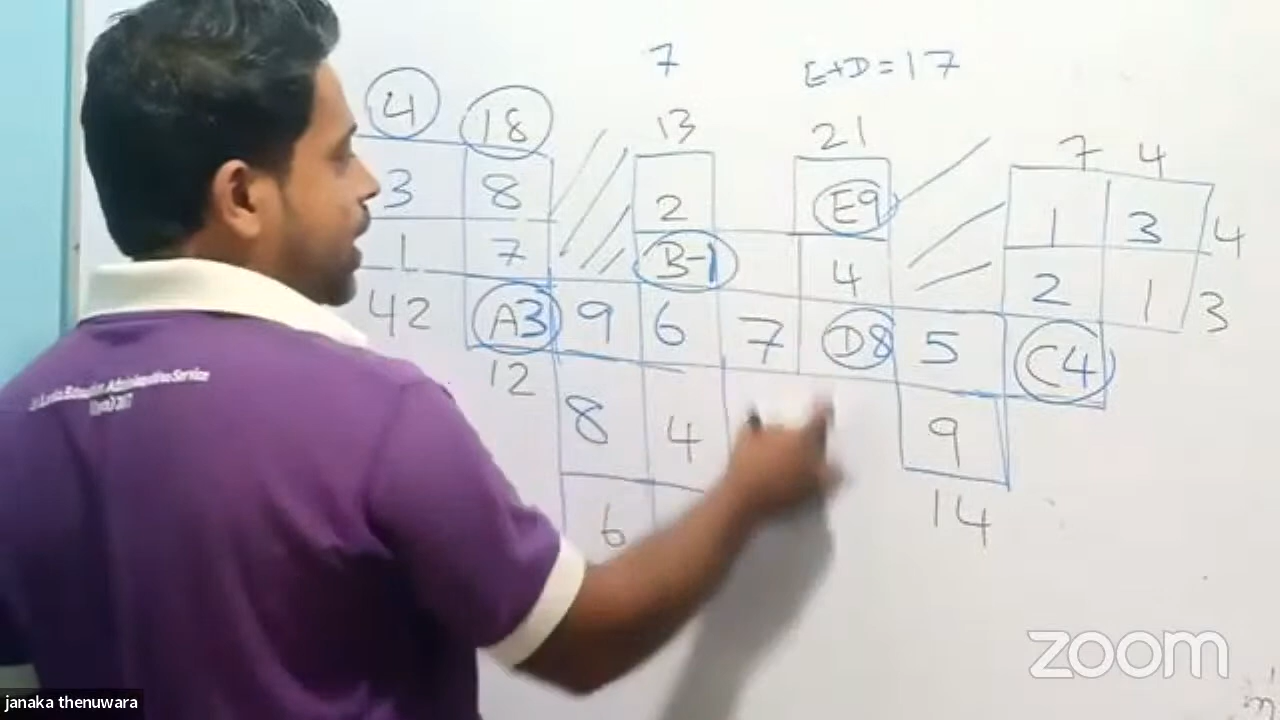 7 E+D=17
4 18 13 21 7 4
3 8 2 E9 1 3 4
1 7 B-1 4 2 1 3
42 A3 9 6 7 D8 5 C4
12 8 4 9
6 14
zoom
janaka thenuwara